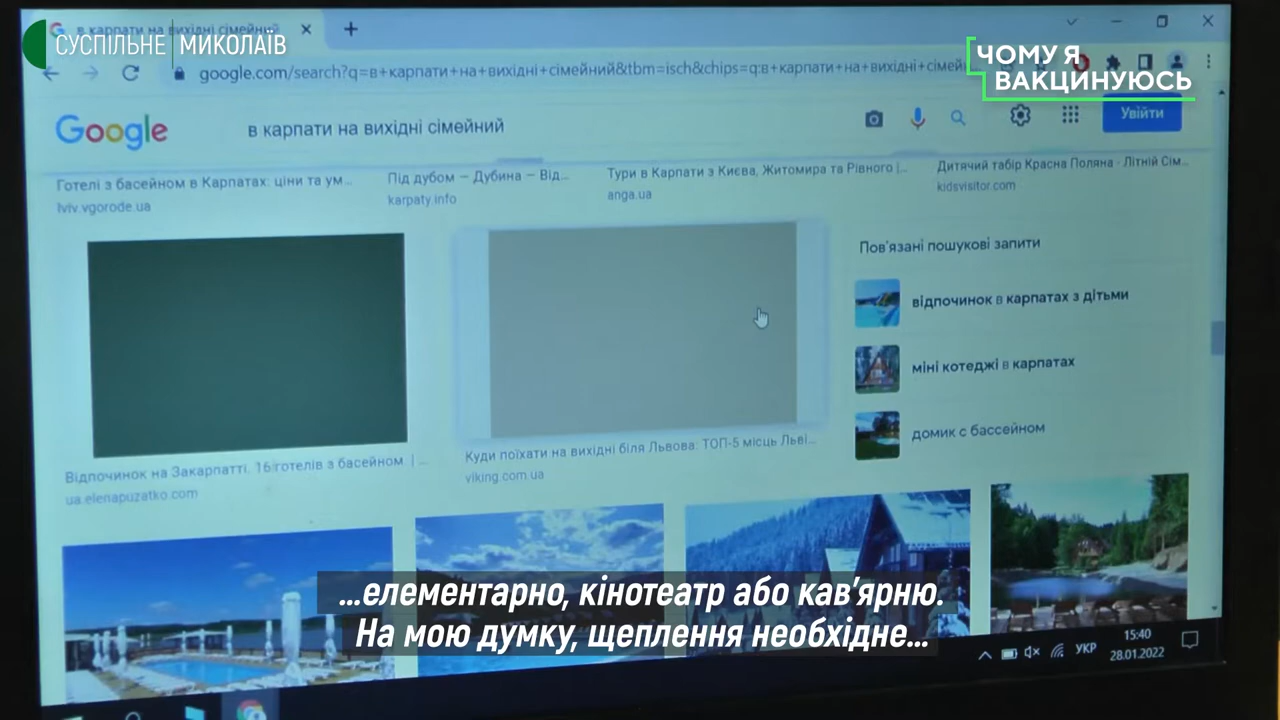 в карпати на вихідні сімейний
СУСПІЛЬНЕ МИКОЛАЇВ
ЧОМУ Я
ВАКЦИНУЮСЬ
google.com/search?q=в+карпати+на+вихідні+сімейний&tbm=isch&chips=q:в+карпати+на+вихідні+сімей
Google
в карпати на вихідні сімейний
Увійти
Готелі з басейном в Карпатах: ціни та ум...
lviv.vgorode.ua
Під дубом — Дубина — Від...
karpaty.info
Тури в Карпати з Києва, Житомира та Рівного |...
anga.ua
Дитячий табір Красна Поляна - Літній Сім...
kidsvisitor.com
Пов'язані пошукові запити
відпочинок в карпатах з дітьми
міні котеджі в карпатах
домик с бассейном
Відпочинок на Закарпатті. 16 готелів з басейном | ...
ua.elenapuzatko.com
Куди поїхати на вихідні біля Львова: ТОП-5 місць Льві...
viking.com.ua
...елементарно, кінотеатр або кав'ярню.
На мою думку, щеплення необхідне...
УКР
15:40
28.01.2022